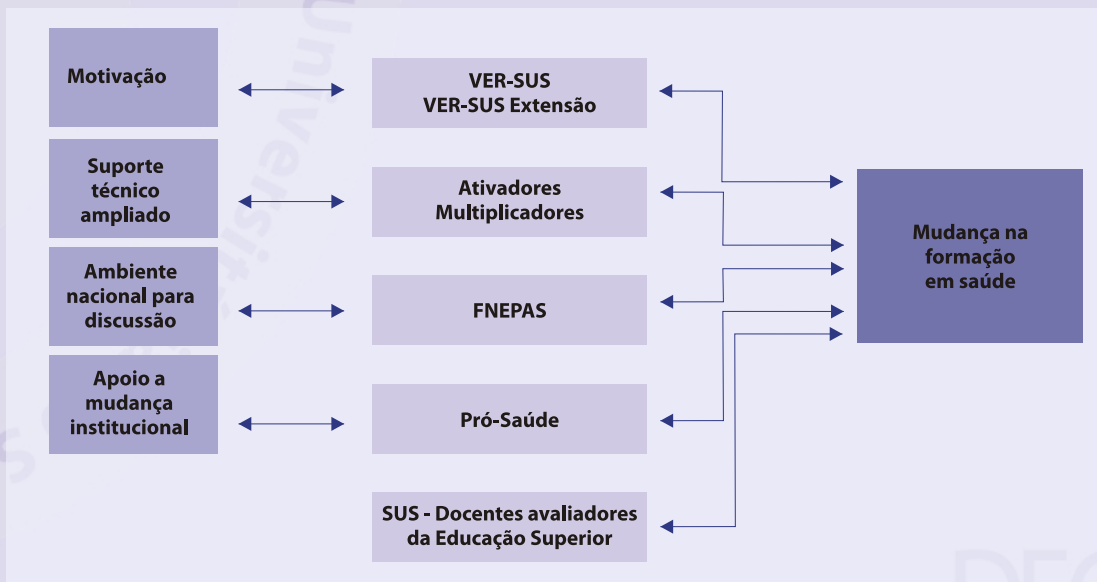 Motivação
VER-SUS
VER-SUS Extensão
Suporte
técnico
ampliado
Ativadores
Multiplicadores
Mudança na
formação
em saúde
Ambiente
nacional para
discussão
FNEPAS
Apoio a
mudança
institucional
Pró-Saúde
SUS - Docentes avaliadores
da Educação Superior